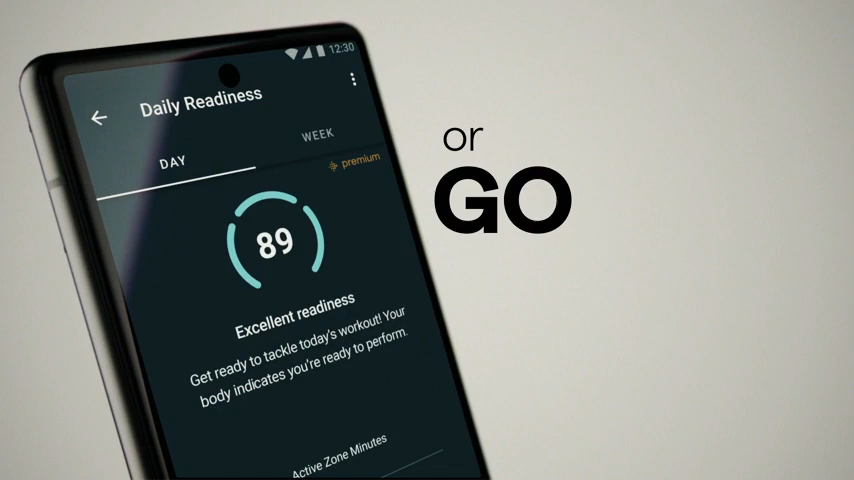 12:30
Daily Readiness
DAY
WEEK
premium
89
Excellent readiness
Get ready to tackle today's workout! Your
body indicates you're ready to perform.
Active Zone Minutes
or
GO